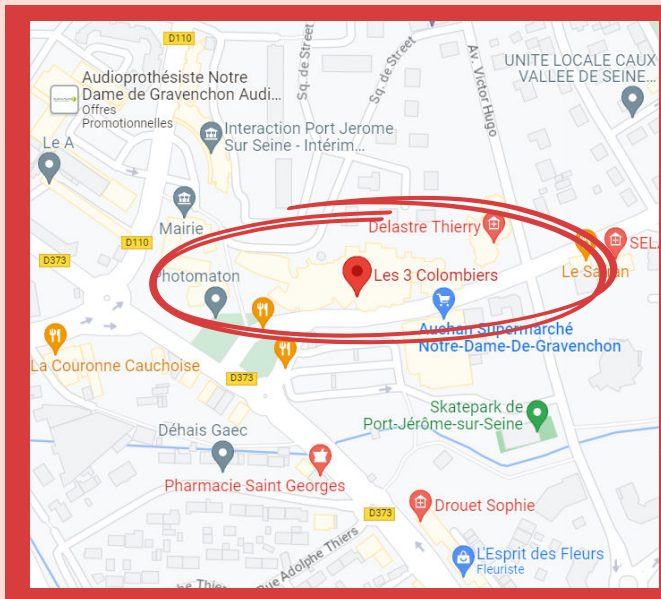 D110
Sq. de Street
Sq. de Street
Av. Victor Hugo
UNITE LOCALE CAUX
VALLEE DE SEINE...
Audioprothésiste Notre
Dame de Gravenchon Audi...
Offres
Promotionnelles
Le A
Interaction Port Jerome
Sur Seine - Intérim...
Mairie
D110
Delastre Thierry
D373
Photomaton
Les 3 Colombiers
Le Sultan
SELA
Auchan Supermarché
Notre-Dame-De-Gravenchon
La Couronne Cauchoise
D373
Skatepark de
Port-Jérôme-sur-Seine
Déhais Gaec
Pharmacie Saint Georges
D373
Drouet Sophie
L'Esprit des Fleurs
Fleuriste
Rue Adolphe Thiers